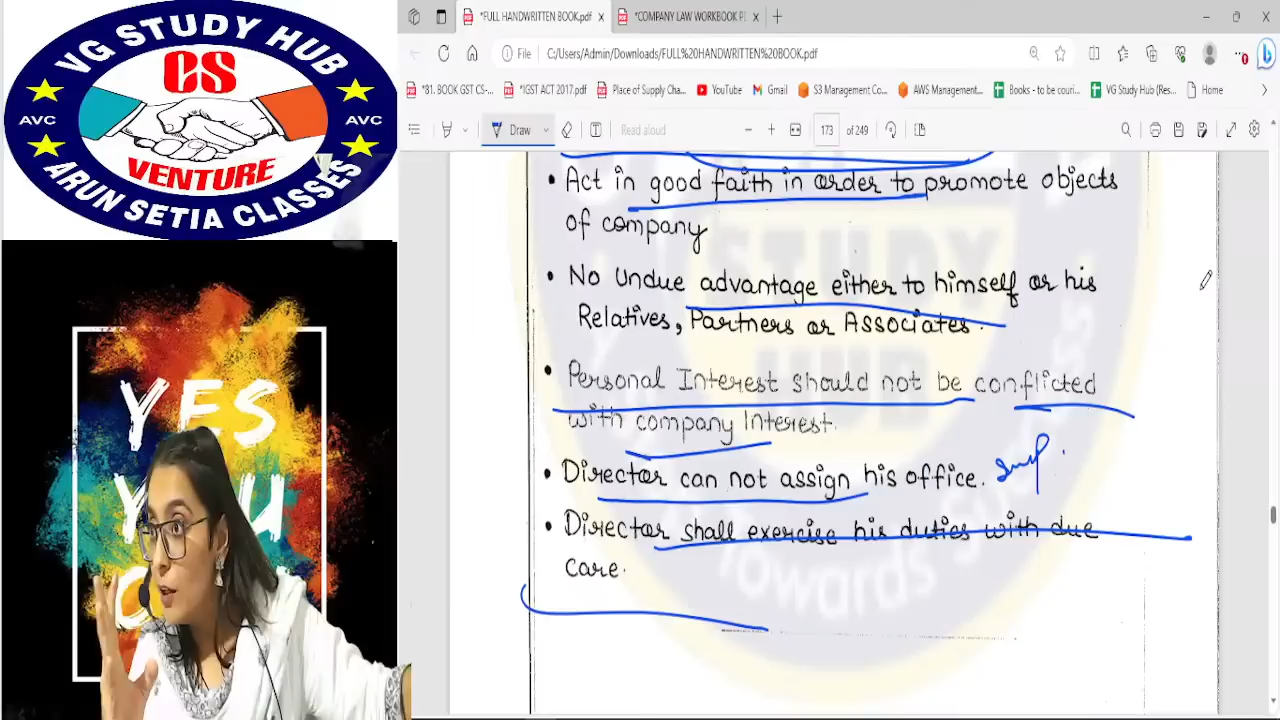 VG STUDY HUB
CS
AVC
AVC
VENTURE
ARUN SETIA CLASSES
YES
*FULL HANDWRITTEN BOOK.pdf
*COMPANY LAW WORKBOOK
File
C:/Users/Admin/Downloads/FULL%20HANDWRITTEN%20BOOK.pdf
*81. BOOK GST CS-...
*IGST ACT 2017.pdf
Place of Supply Cha...
YouTube
Gmail
S3 Management Co...
AWS Management...
Books - to be couri...
VG Study Hub (Res...
Home
Draw
Read aloud
173 of 249
• Act in good faith in order to promote objects
of company
• No Undue advantage either to himself or his
Relatives, Partners or Associates.
• Personal Interest should not be conflicted
with company Interest.
• Director can not assign his office.
• Director shall exercise his duties with due
care.